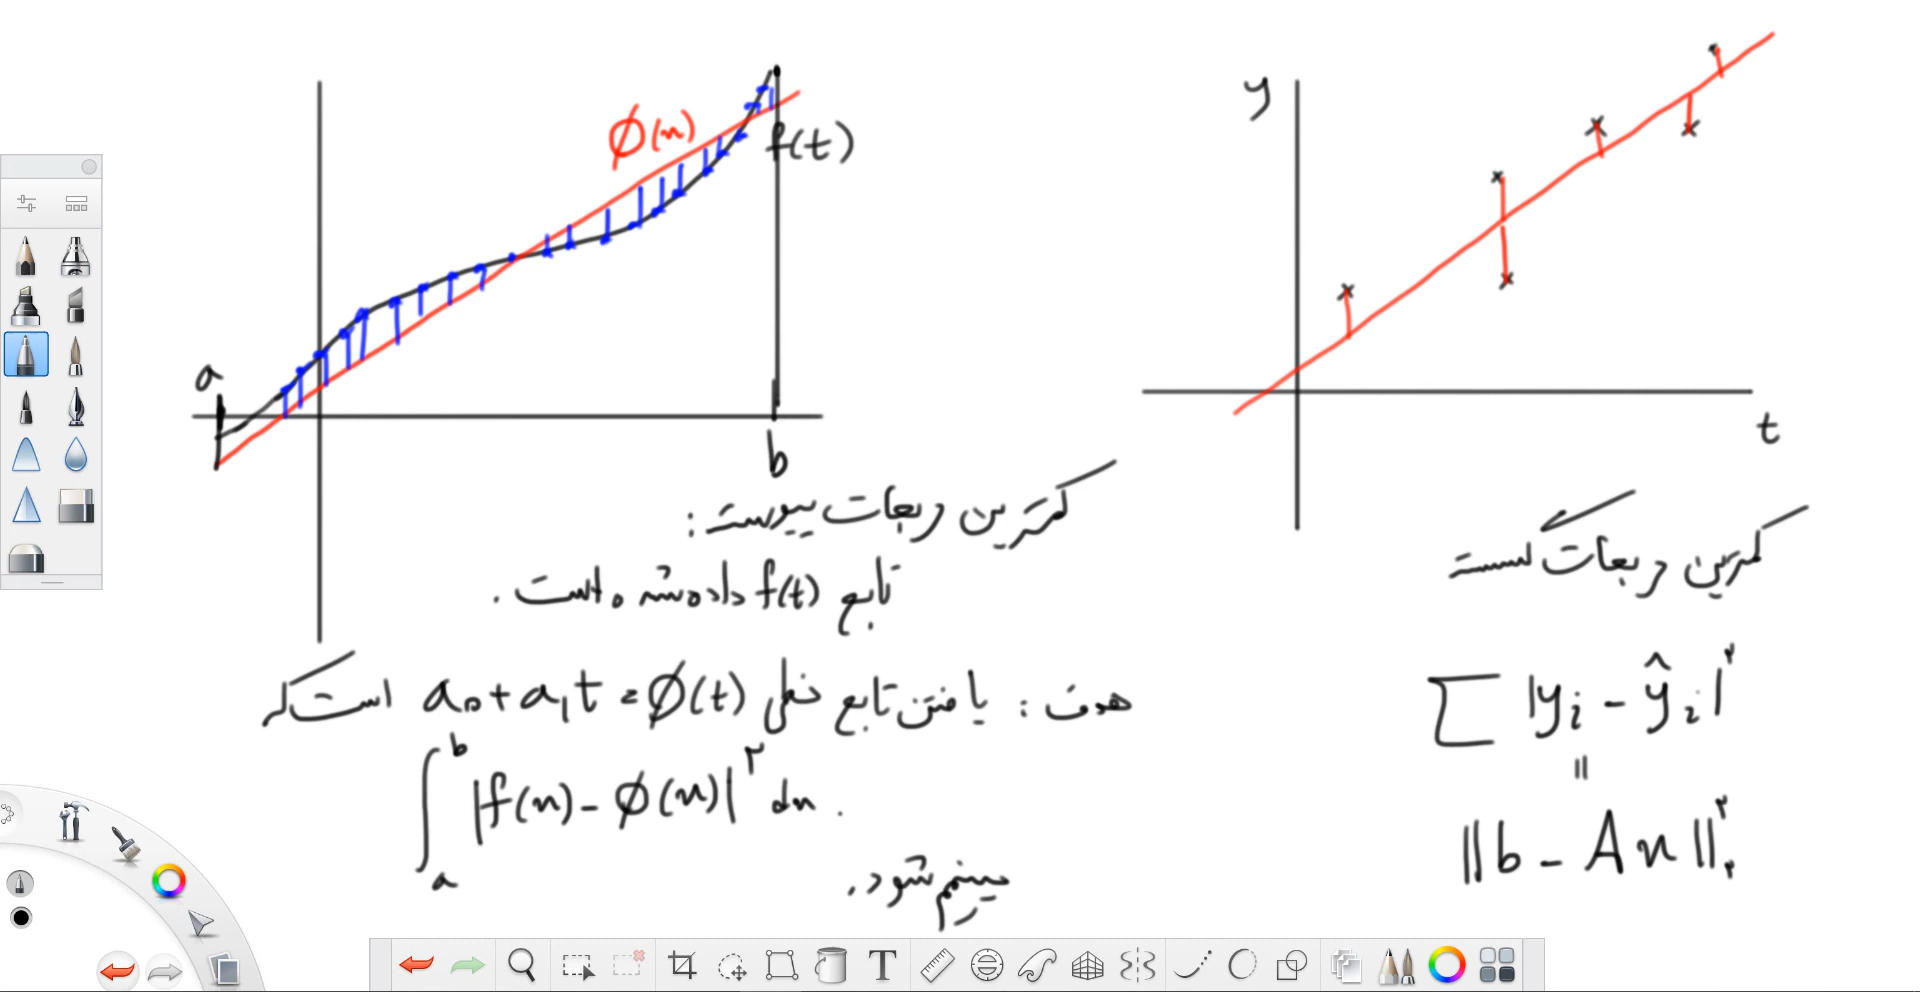 φ(x)
f(t)
a
b
کمترین مربعات پیوسته :
تابع f(t) داده شده است .
هدف : یافتن تابع خطی a₀ + a₁t = φ(t) است که
∫ₐᵇ |f(x) - φ(x)|² dx .
مینیمم شود .
y
t
کمترین مربعات گسسته
∑ |yᵢ - ŷᵢ|²
=
‖b - Ax‖₂²
T